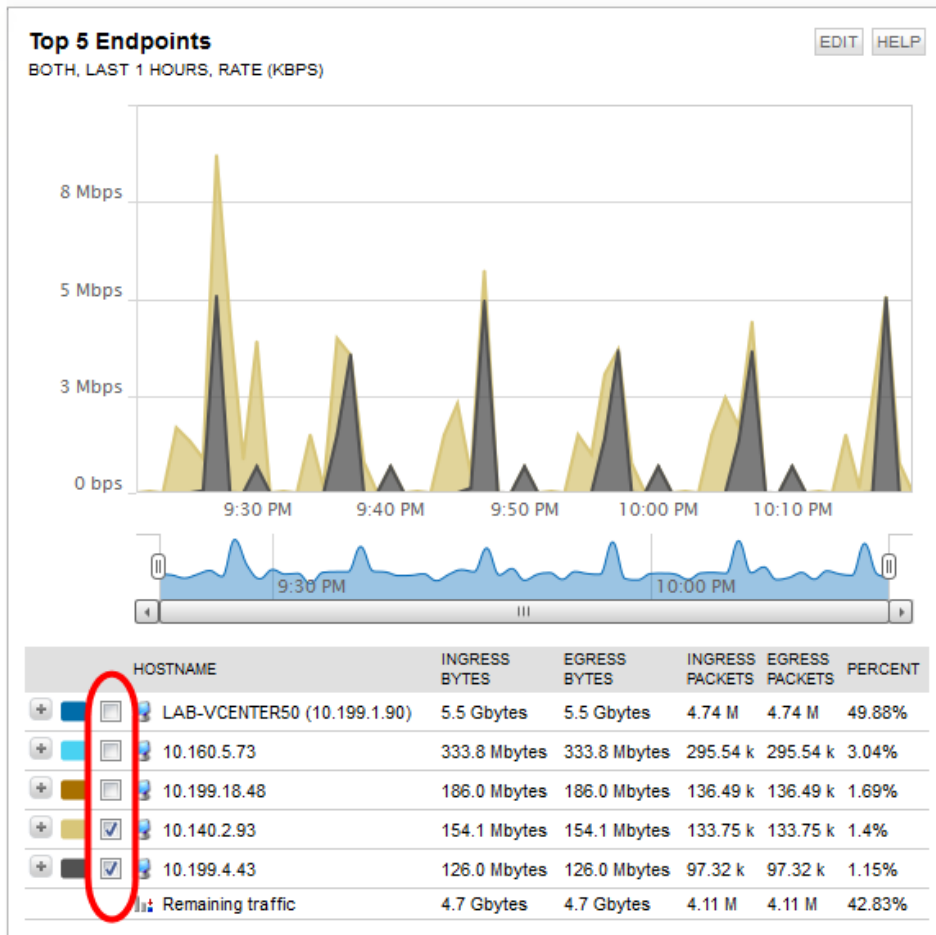 Top 5 Endpoints
EDIT HELP
BOTH, LAST 1 HOURS, RATE (KBPS)
8 Mbps
5 Mbps
3 Mbps
0 bps
9:30 PM 9:40 PM 9:50 PM 10:00 PM 10:10 PM
9:30 PM 10:00 PM
HOSTNAME INGRESS BYTES EGRESS BYTES INGRESS PACKETS EGRESS PACKETS PERCENT
LAB-VCENTER50 (10.199.1.90) 5.5 Gbytes 5.5 Gbytes 4.74 M 4.74 M 49.88%
10.160.5.73 333.8 Mbytes 333.8 Mbytes 295.54 k 295.54 k 3.04%
10.199.18.48 186.0 Mbytes 186.0 Mbytes 136.49 k 136.49 k 1.69%
10.140.2.93 154.1 Mbytes 154.1 Mbytes 133.75 k 133.75 k 1.4%
10.199.4.43 126.0 Mbytes 126.0 Mbytes 97.32 k 97.32 k 1.15%
Remaining traffic 4.7 Gbytes 4.7 Gbytes 4.11 M 4.11 M 42.83%